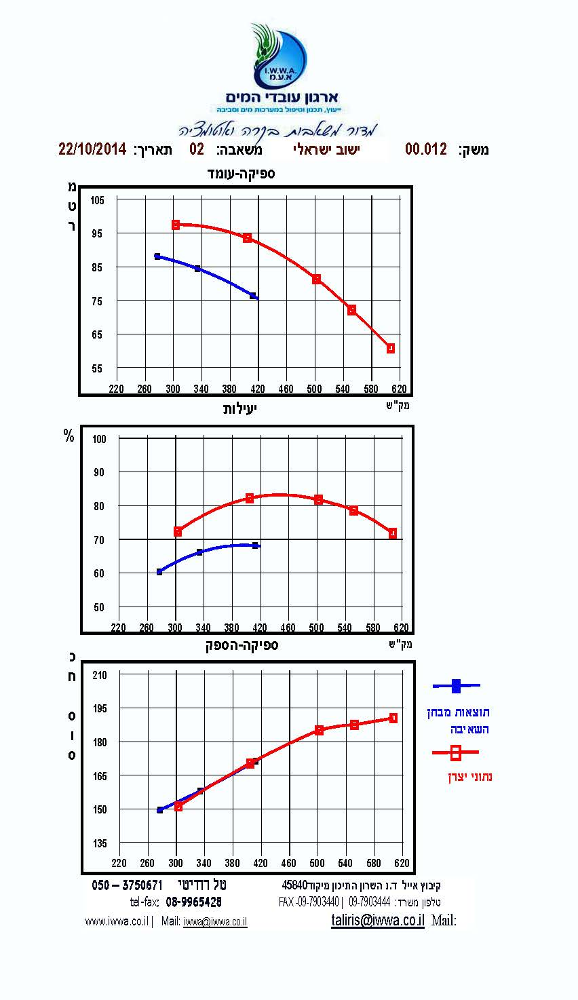 I.W.W.A.
א.ע.מ
ארגון עובדי המים
ייעוץ, תכנון וטיפול במערכות מים וסביבה
מדור משאבות בקרה ואוטומציה
משק: 00.012 ישוב ישראלי משאבה: 02 תאריך: 22/10/2014
ספיקה-עומד
מטר
105
95
85
75
65
55
220 260 300 340 380 420 460 500 540 580 620
מק"ש
יעילות
%
100
90
80
70
60
50
220 260 300 340 380 420 460 500 540 580 620
מק"ש
ספיקה-הספק
כח סוס
210
195
180
165
150
135
220 260 300 340 380 420 460 500 540 580 620
תוצאות מבחן
השאיבה
נתוני יצרן
קיבוץ אייל ד.נ השרון התיכון מיקוד45840 טל רוזיטי 050 – 3750671
טלפון משרד: 09-7903444 | FAX-09-7903440 tel-fax: 08-9965428
Mail: taliris@iwwa.co.il www.iwwa.co.il | Mail: iwwa@iwwa.co.il